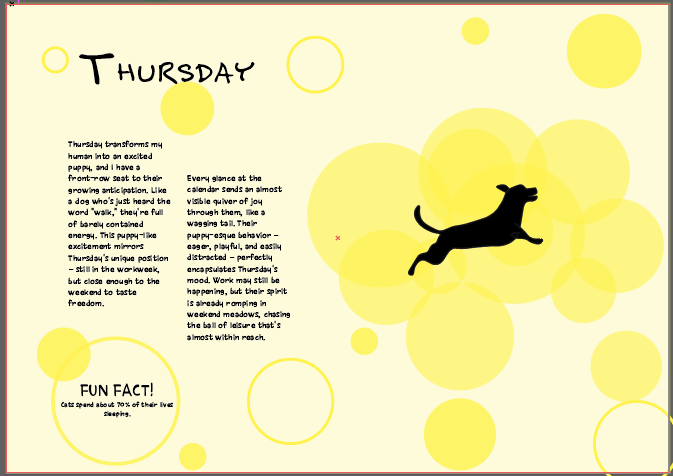 THURSDAY
Thursday transforms my
human into an excited
puppy, and I have a
front-row seat to their
growing anticipation. Like
a dog who's just heard the
word "walk," they're full
of barely contained
energy. This puppy-like
excitement mirrors
Thursday's unique position
– still in the workweek,
but close enough to the
weekend to taste
freedom.
Every glance at the
calendar sends an almost
visible quiver of joy
through them, like a
wagging tail. Their
puppy-esque behavior –
eager, playful, and easily
distracted – perfectly
encapsulates Thursday's
mood. Work may still be
happening, but their spirit
is already romping in
weekend meadows, chasing
the ball of leisure that's
almost within reach.
FUN FACT!
Cats spend about 70% of their lives
sleeping.